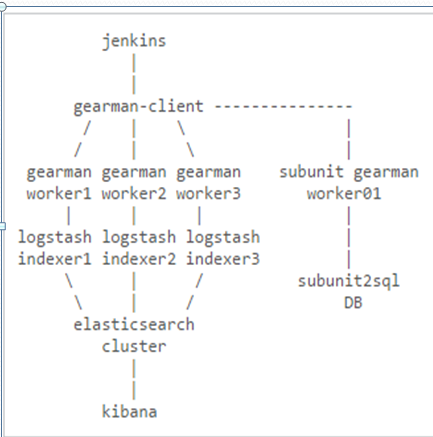 jenkins
gearman-client ---------------
gearman gearman gearman subunit gearman
worker1 worker2 worker3 worker01
logstash logstash logstash
indexer1 indexer2 indexer3
subunit2sql
DB
elasticsearch
cluster
kibana